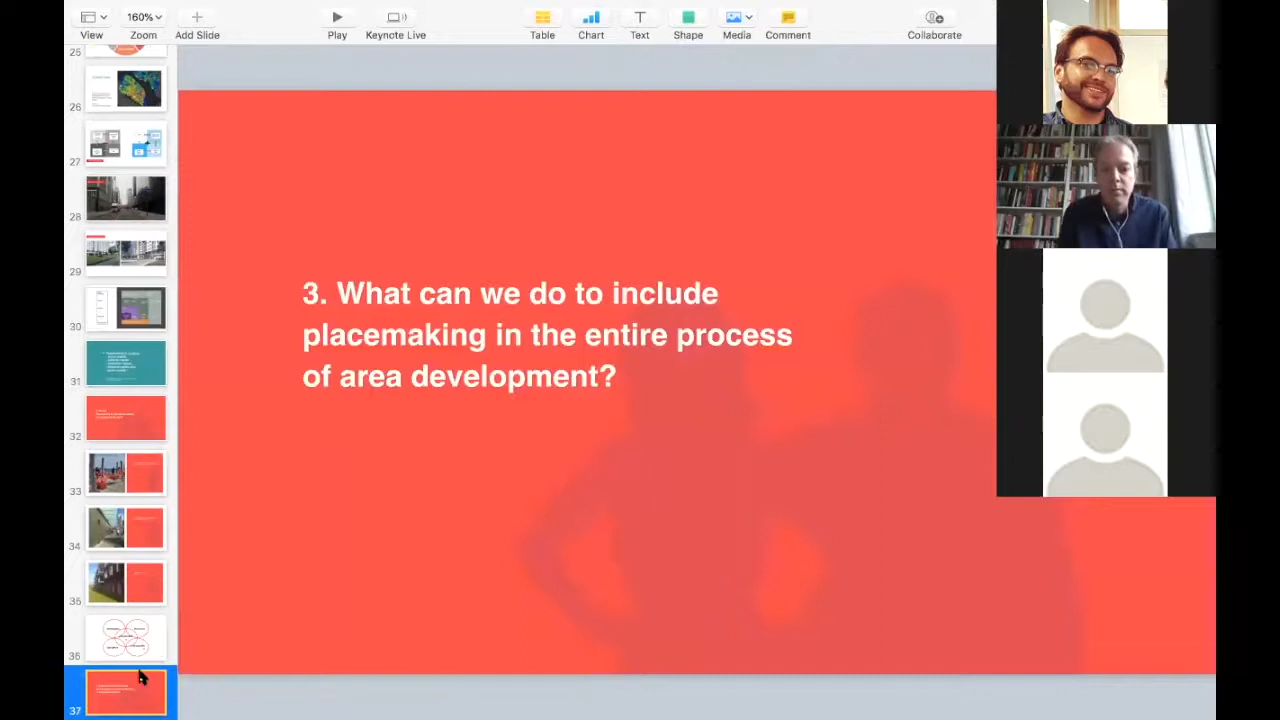 160%
View
Zoom
Add Slide
Play
Keynote Live
Table
Chart
Text
Shape
Media
Comment
Collaborate
25
26
27
28
29
30
31
32
33
34
35
36
37
3. What can we do to include
placemaking in the entire process
of area development?